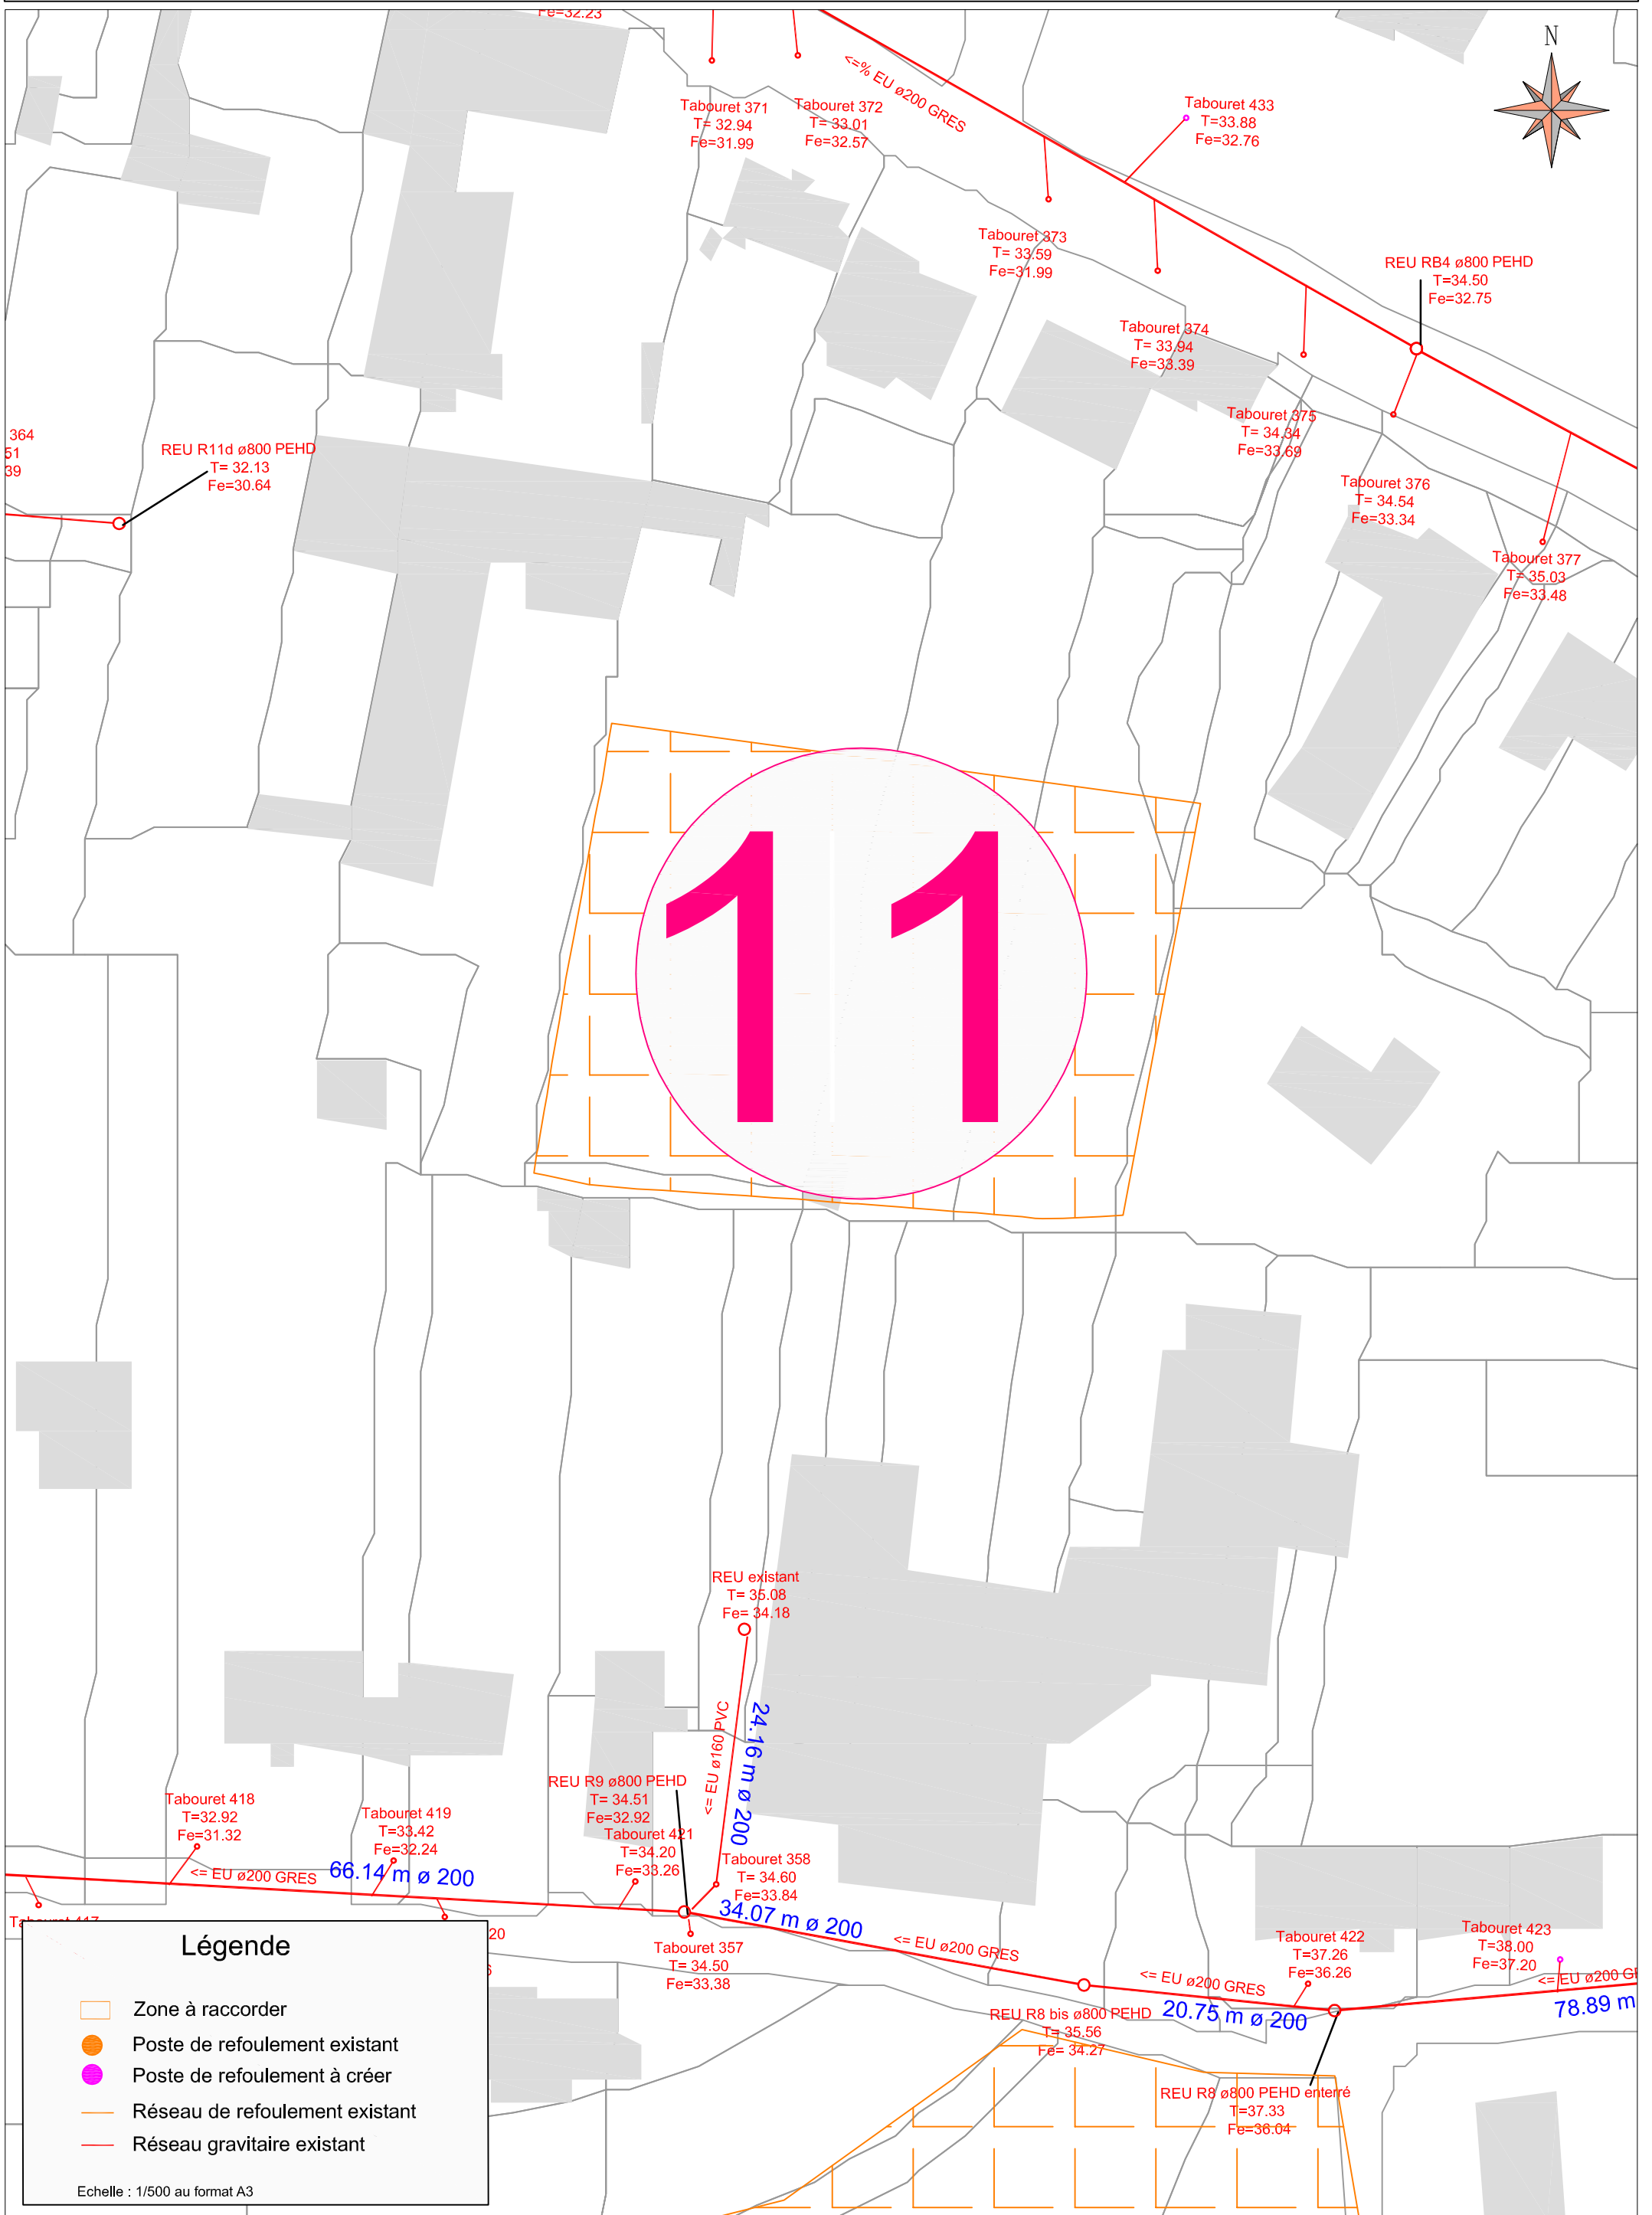 Fe=32.23
N
<=% EU ø200 GRES
Tabouret 371
T= 32.94
Fe=31.99
Tabouret 372
T= 33.01
Fe=32.57
Tabouret 433
T=33.88
Fe=32.76
Tabouret 373
T= 33.59
Fe=31.99
REU RB4 ø800 PEHD
T=34.50
Fe=32.75
Tabouret 374
T= 33.94
Fe=33.39
Tabouret 375
T= 34.34
Fe=33.69
364
51
39
REU R11d ø800 PEHD
T= 32.13
Fe=30.64
Tabouret 376
T= 34.54
Fe=33.34
Tabouret 377
T= 35.03
Fe=33.48
11
REU existant
T= 35.08
Fe= 34.18
<= EU ø160 PVC
24.16 m ø 200
REU R9 ø800 PEHD
T= 34.51
Fe=32.92
Tabouret 418
T=32.92
Fe=31.32
Tabouret 419
T=33.42
Fe=32.24
Tabouret 421
T=34.20
Fe=33.26
Tabouret 358
T= 34.60
Fe=33.84
<= EU ø200 GRES
66.14 m ø 200
34.07 m ø 200
<= EU ø200 GRES
Tabouret 357
T= 34.50
Fe=33.38
20
6
Tabouret 422
T=37.26
Fe=36.26
Tabouret 423
T=38.00
Fe=37.20
<= EU ø200 GRES
20.75 m ø 200
<= EU ø200 G
78.89 m
REU R8 bis ø800 PEHD
T= 35.56
Fe= 34.27
REU R8 ø800 PEHD enterré
T=37.33
Fe=36.04
Légende
Zone à raccorder
Poste de refoulement existant
Poste de refoulement à créer
Réseau de refoulement existant
Réseau gravitaire existant
Echelle : 1/500 au format A3